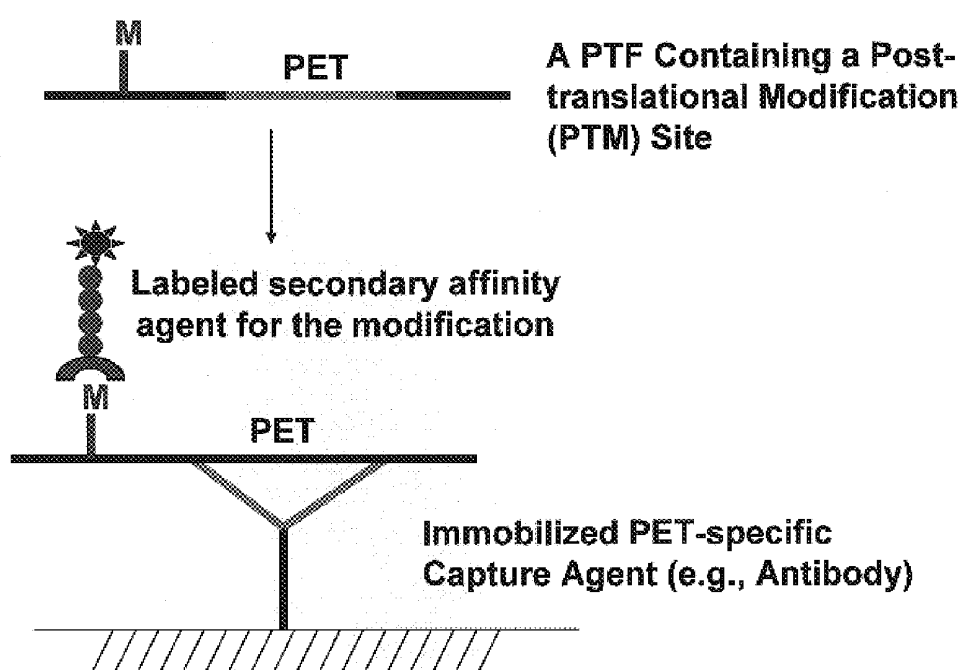 M
PET
A PTF Containing a Post-
translational Modification
(PTM) Site
Labeled secondary affinity
agent for the modification
M
PET
Immobilized PET-specific
Capture Agent (e.g., Antibody)